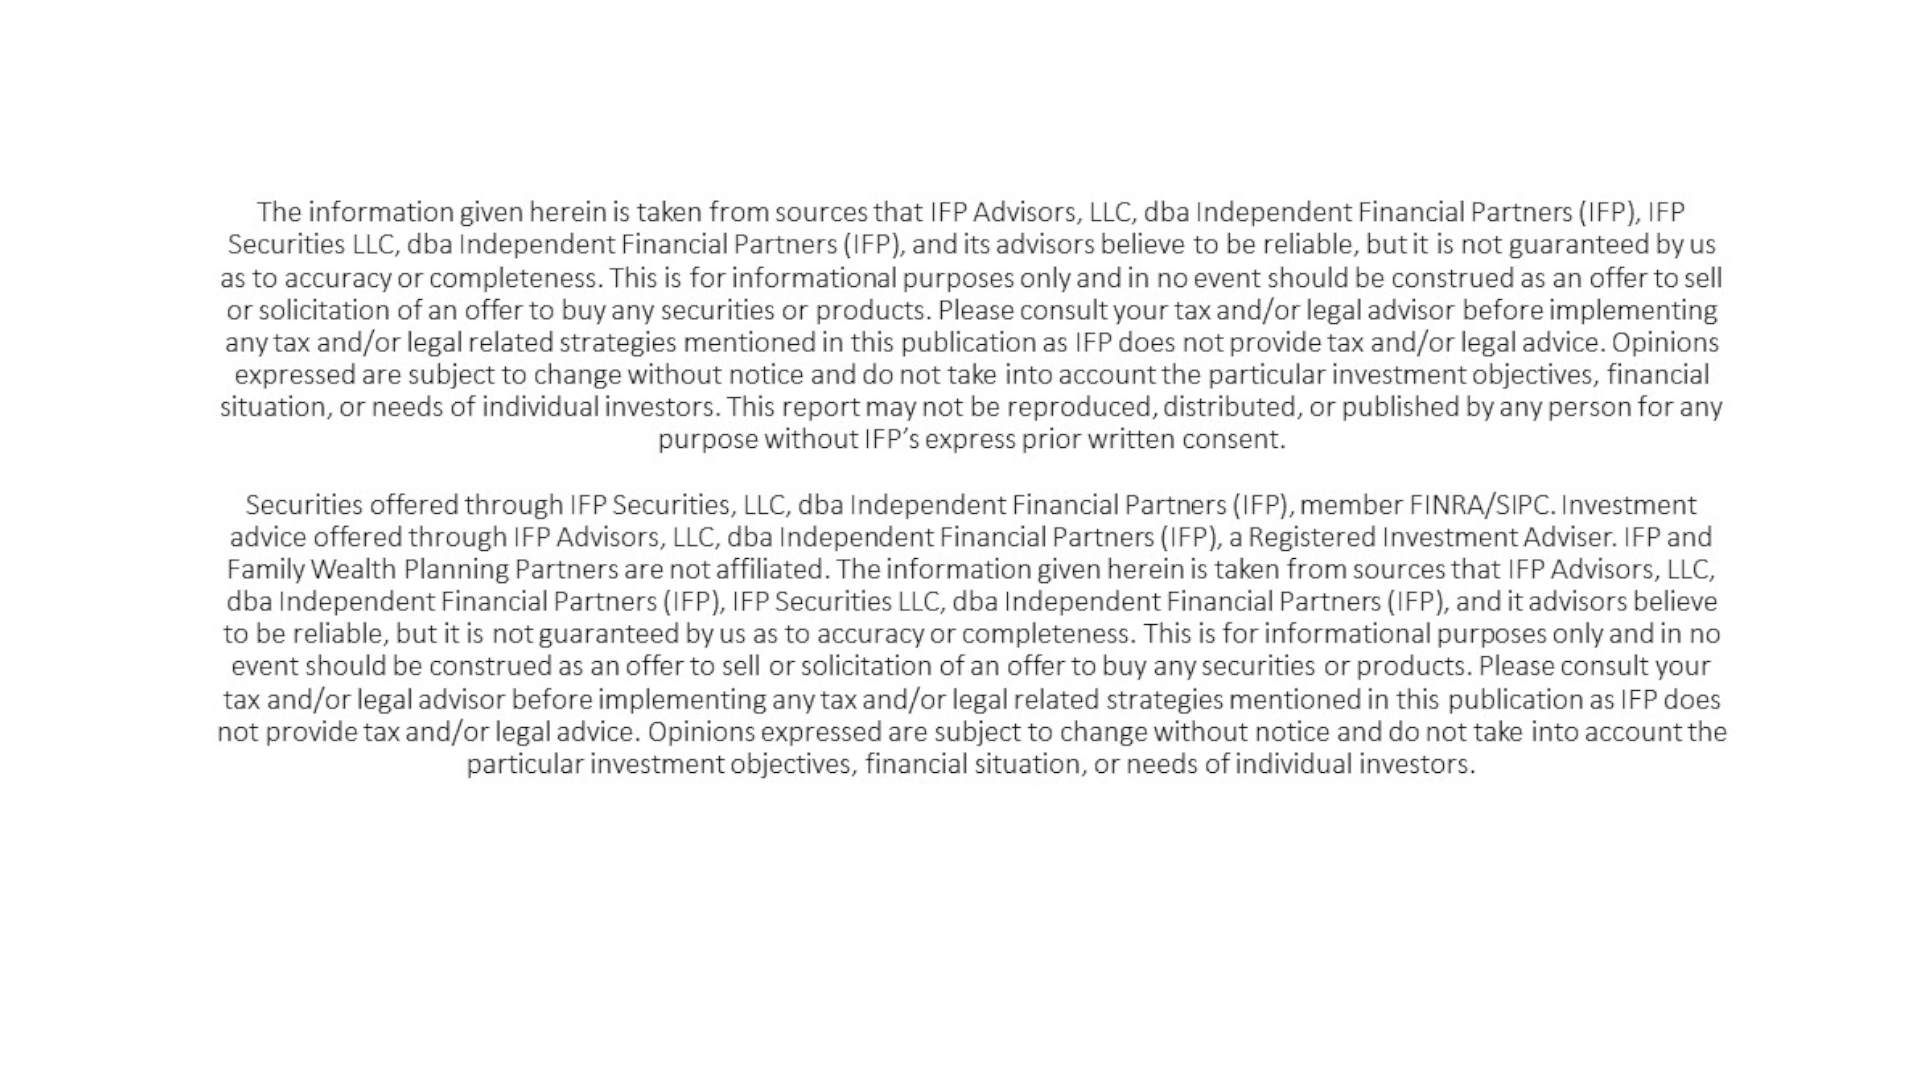 The information given herein is taken from sources that IFP Advisors, LLC, dba Independent Financial Partners (IFP), IFP
Securities LLC, dba Independent Financial Partners (IFP), and its advisors believe to be reliable, but it is not guaranteed by us
as to accuracy or completeness. This is for informational purposes only and in no event should be construed as an offer to sell
or solicitation of an offer to buy any securities or products. Please consult your tax and/or legal advisor before implementing
any tax and/or legal related strategies mentioned in this publication as IFP does not provide tax and/or legal advice. Opinions
expressed are subject to change without notice and do not take into account the particular investment objectives, financial
situation, or needs of individual investors. This report may not be reproduced, distributed, or published by any person for any
purpose without IFP’s express prior written consent.
Securities offered through IFP Securities, LLC, dba Independent Financial Partners (IFP), member FINRA/SIPC. Investment
advice offered through IFP Advisors, LLC, dba Independent Financial Partners (IFP), a Registered Investment Adviser. IFP and
Family Wealth Planning Partners are not affiliated. The information given herein is taken from sources that IFP Advisors, LLC,
dba Independent Financial Partners (IFP), IFP Securities LLC, dba Independent Financial Partners (IFP), and it advisors believe
to be reliable, but it is not guaranteed by us as to accuracy or completeness. This is for informational purposes only and in no
event should be construed as an offer to sell or solicitation of an offer to buy any securities or products. Please consult your
tax and/or legal advisor before implementing any tax and/or legal related strategies mentioned in this publication as IFP does
not provide tax and/or legal advice. Opinions expressed are subject to change without notice and do not take into account the
particular investment objectives, financial situation, or needs of individual investors.